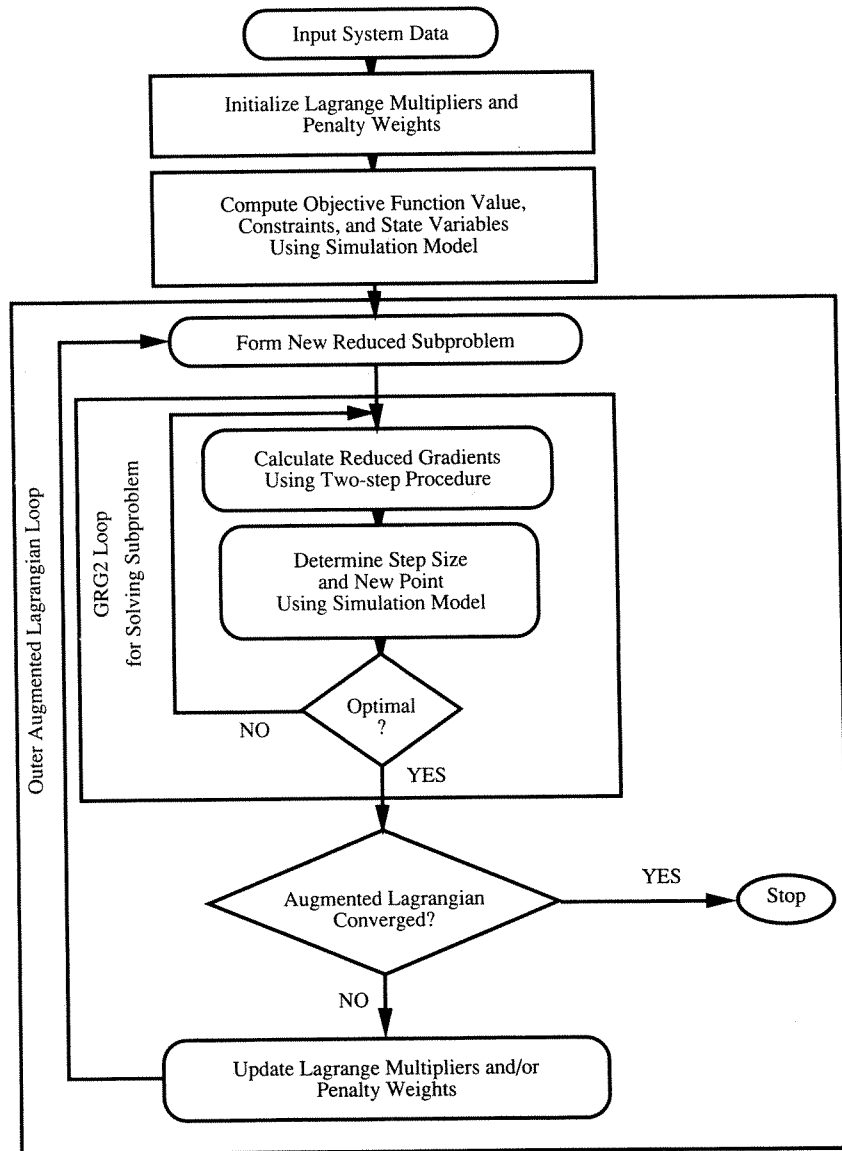 Input System Data
Initialize Lagrange Multipliers and
Penalty Weights
Compute Objective Function Value,
Constraints, and State Variables
Using Simulation Model
Form New Reduced Subproblem
Outer Augmented Lagrangian Loop
GRG2 Loop
for Solving Subproblem
Calculate Reduced Gradients
Using Two-step Procedure
Determine Step Size
and New Point
Using Simulation Model
Optimal
?
NO
YES
Augmented Lagrangian
Converged?
YES
Stop
NO
Update Lagrange Multipliers and/or
Penalty Weights